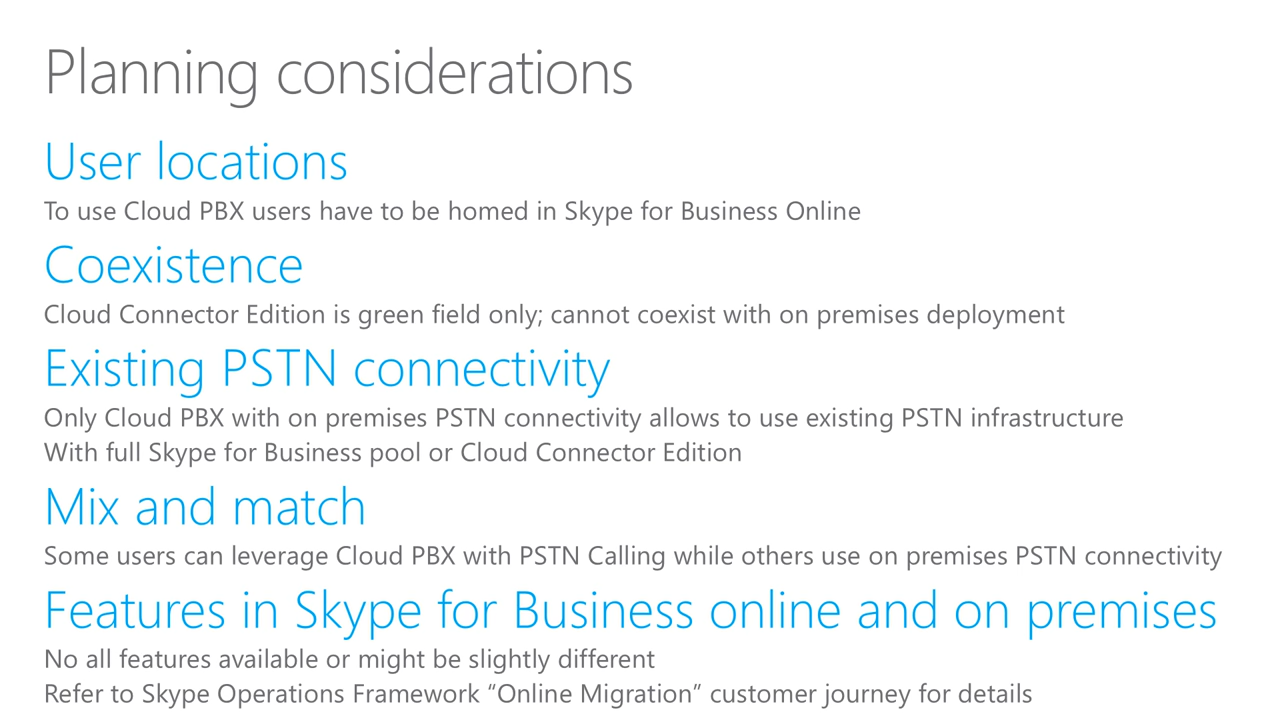 Planning considerations
User locations
To use Cloud PBX users have to be homed in Skype for Business Online
Coexistence
Cloud Connector Edition is green field only; cannot coexist with on premises deployment
Existing PSTN connectivity
Only Cloud PBX with on premises PSTN connectivity allows to use existing PSTN infrastructure
With full Skype for Business pool or Cloud Connector Edition
Mix and match
Some users can leverage Cloud PBX with PSTN Calling while others use on premises PSTN connectivity
Features in Skype for Business online and on premises
No all features available or might be slightly different
Refer to Skype Operations Framework “Online Migration” customer journey for details